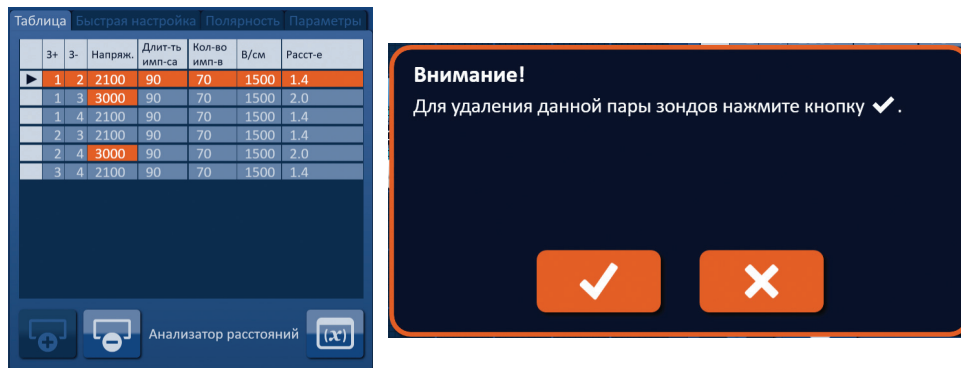 Таблица Быстрая настройка Полярность Параметры
З+ З- Напряж. Длит-ть имп-са Кол-во имп-в В/см Расст-е
1 2 2100 90 70 1500 1.4
1 3 3000 90 70 1500 2.0
1 4 2100 90 70 1500 1.4
2 3 2100 90 70 1500 1.4
2 4 3000 90 70 1500 2.0
3 4 2100 90 70 1500 1.4
Анализатор расстояний (x)
Внимание!
Для удаления данной пары зондов нажмите кнопку ✔.